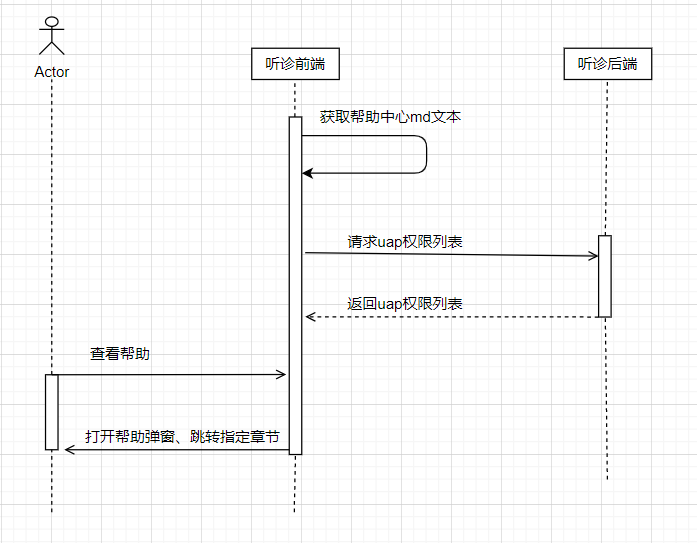 Actor
听诊前端
听诊后端
获取帮助中心md文本
请求uap权限列表
返回uap权限列表
查看帮助
打开帮助弹窗、跳转指定章节